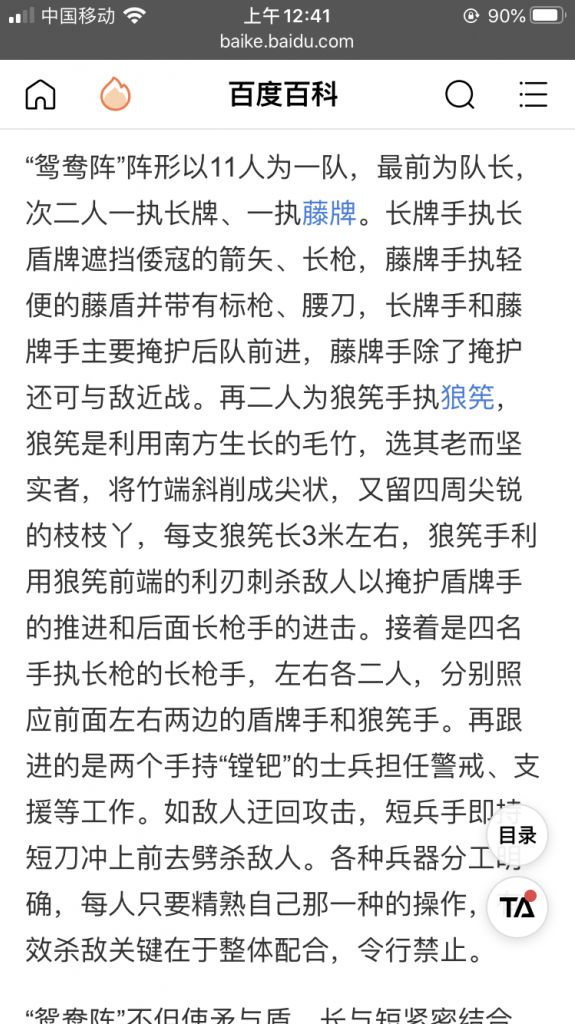 中国移动 上午12:41 90%
baike.baidu.com
百度百科
“鸳鸯阵”阵形以11人为一队，最前为队长，
次二人一执长牌、一执藤牌。长牌手执长
盾牌遮挡倭寇的箭矢、长枪，藤牌手执轻
便的藤盾并带有标枪、腰刀，长牌手和藤
牌手主要掩护后队前进，藤牌手除了掩护
还可与敌近战。再二人为狼筅手执狼筅，
狼筅是利用南方生长的毛竹，选其老而坚
实者，将竹端斜削成尖状，又留四周尖锐
的枝枝丫，每支狼筅长3米左右，狼筅手利
用狼筅前端的利刃刺杀敌人以掩护盾牌手
的推进和后面长枪手的进击。接着是四名
手执长枪的长枪手，左右各二人，分别照
应前面左右两边的盾牌手和狼筅手。再跟
进的是两个手持“镗钯”的士兵担任警戒、支
援等工作。如敌人迂回攻击，短兵手即持
短刀冲上前去劈杀敌人。各种兵器分工明
确，每人只要精熟自己那一种的操作，
效杀敌关键在于整体配合，令行禁止。
“鸳鸯阵”不但使矛与盾、长与短紧密结合
目录
TA